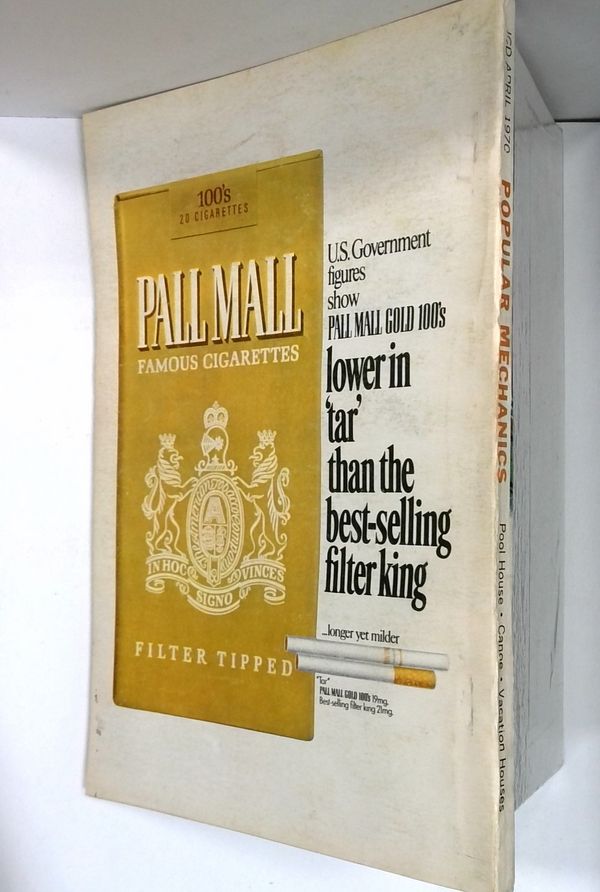 100's
20 CIGARETTES
PALL MALL
FAMOUS CIGARETTES
IN HOC SIGNO VINCES
FILTER TIPPED
U.S. Government
figures
show
PALL MALL GOLD 100's
lower in
'tar'
than the
best-selling
filter king
...longer yet milder
"Tar"
PALL MALL GOLD 100's 19mg.
Best-selling filter king 21mg.
APRIL 1970 POPULAR MECHANICS Pool House • Canoe • Vacation Houses